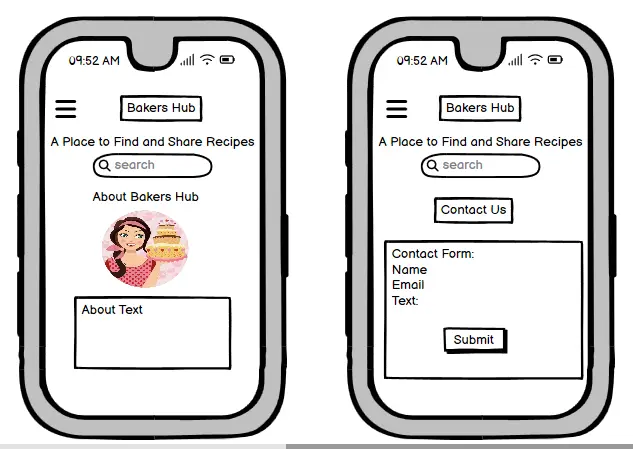 09:52 AM
Bakers Hub
A Place to Find and Share Recipes
search
About Bakers Hub
About Text
09:52 AM
Bakers Hub
A Place to Find and Share Recipes
search
Contact Us
Contact Form:
Name
Email
Text:
Submit